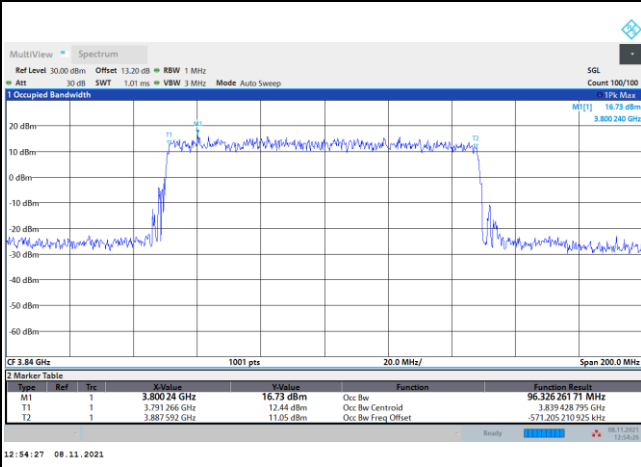 MultiView Spectrum
Ref Level 30.00 dBm Offset 13.20 dB RBW 1 MHz SGL
Att 30 dB SWT 1.01 ms VBW 3 MHz Mode Auto Sweep Count 100/100
1 Occupied Bandwidth 1Pk Max
M1[1] 16.73 dBm
3.800 240 GHz
M1
T1 T2
20 dBm
10 dBm
0 dBm
-10 dBm
-20 dBm
-30 dBm
-40 dBm
-50 dBm
-60 dBm
CF 3.84 GHz 1001 pts 20.0 MHz/ Span 200.0 MHz
2 Marker Table
Type Ref Trc X-Value Y-Value Function Function Result
M1 1 3.800 24 GHz 16.73 dBm Occ Bw 96.326 261 71 MHz
T1 1 3.791 266 GHz 12.44 dBm Occ Bw Centroid 3.839 428 795 GHz
T2 1 3.887 592 GHz 11.05 dBm Occ Bw Freq Offset -571.205 210 925 kHz
Ready 08.11.2021
12:54:26
12:54:27 08.11.2021